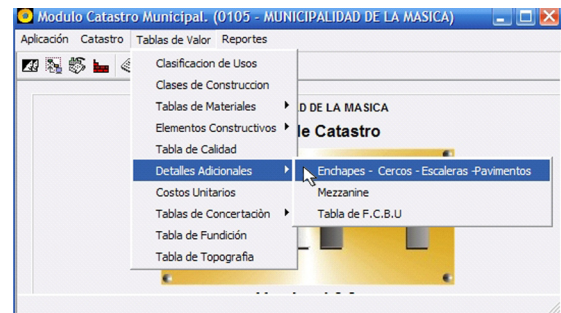 Modulo Catastro Municipal. (0105 - MUNICIPALIDAD DE LA MASICA)
Aplicación Catastro Tablas de Valor Reportes
Clasificacion de Usos
Clases de Construccion
Tablas de Materiales
D DE LA MASICA
Elementos Constructivos
le Catastro
Tabla de Calidad
Detalles Adicionales
Enchapes - Cercos - Escaleras -Pavimentos
Costos Unitarios
Mezzanine
Tablas de Concertaciòn
Tabla de F.C.B.U
Tabla de Fundición
Tabla de Topografia